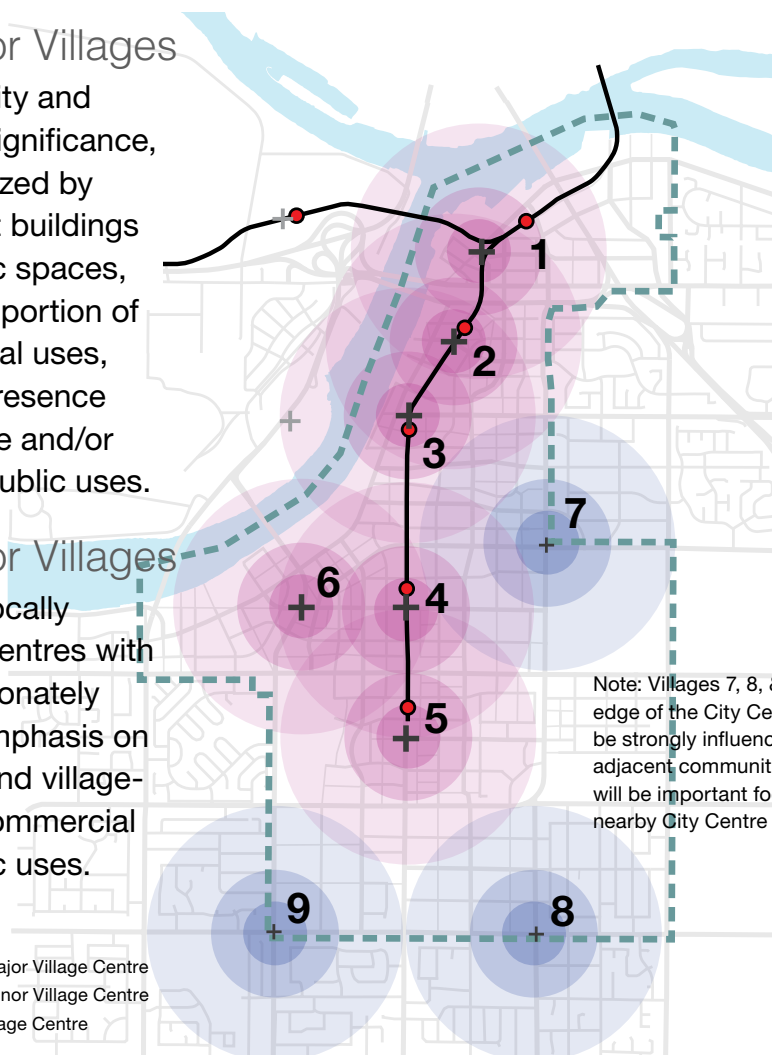 or Villages
ity and
ignificance,
zed by
t buildings
c spaces,
portion of
al uses,
resence
e and/or
ublic uses.
or Villages
ocally
entres with
onately
mphasis on
nd village-
ommercial
c uses.
1
2
3
7
6
4
5
Note: Villages 7, 8, &
edge of the City Ce
be strongly influenc
adjacent communit
will be important fo
nearby City Centre
9
8
ajor Village Centre
nor Village Centre
age Centre